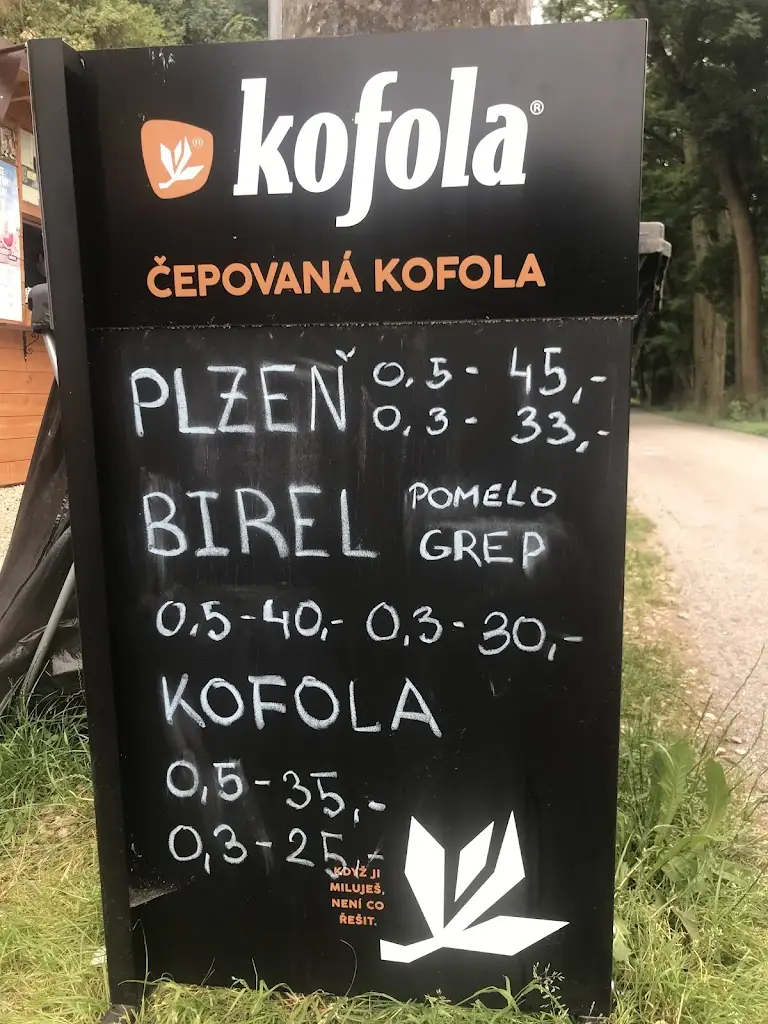 kofola®
ČEPOVANÁ KOFOLA
PLZEŇ 0,5- 45,-
0,3- 33,-
BIREL POMELO
GREP
0,5-40,- 0,3-30,-
KOFOLA
0,5-35,-
0,3-25,-
KDYŽ JI
MILUJEŠ,
NENÍ CO
ŘEŠIT.